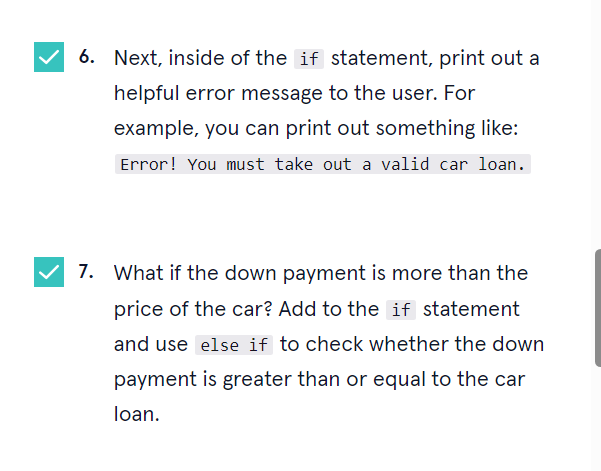 6. Next, inside of the if statement, print out a
helpful error message to the user. For
example, you can print out something like:
Error! You must take out a valid car loan.
7. What if the down payment is more than the
price of the car? Add to the if statement
and use else if to check whether the down
payment is greater than or equal to the car
loan.